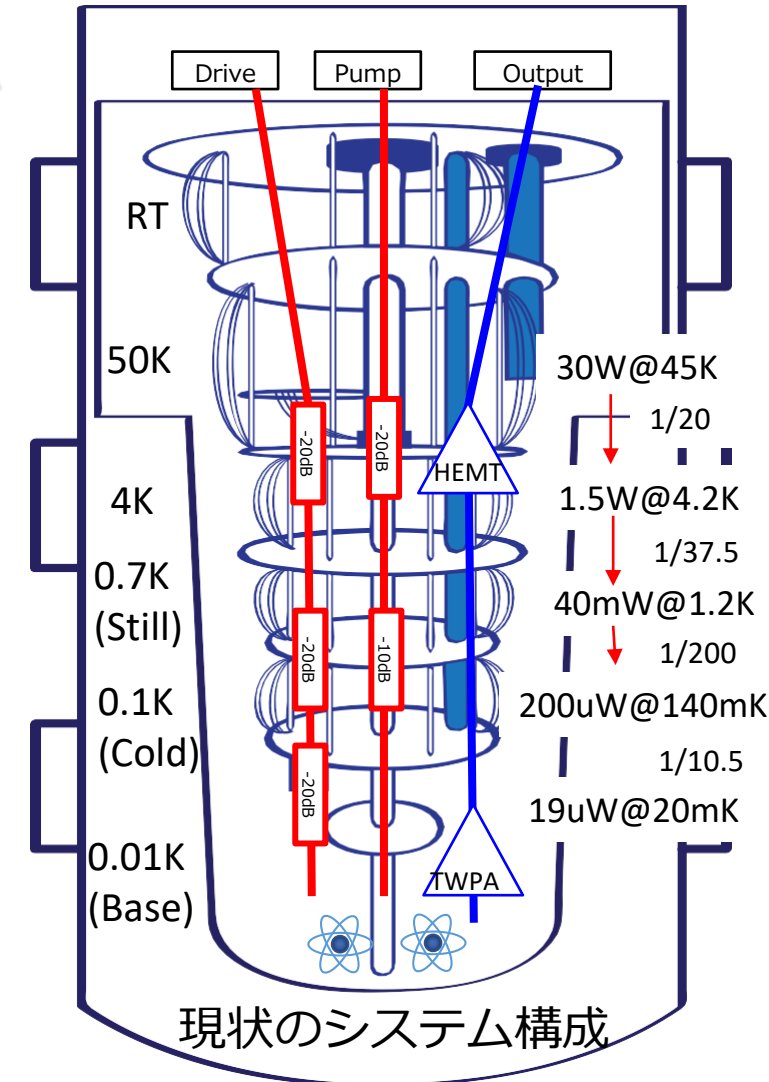 Drive
Pump
Output
RT
50K
30W@45K
1/20
-20dB
-20dB
HEMT
4K
1.5W@4.2K
1/37.5
0.7K
(Still)
40mW@1.2K
-20dB
-10dB
1/200
0.1K
(Cold)
200uW@140mK
1/10.5
-20dB
19uW@20mK
0.01K
(Base)
TWPA
現状のシステム構成